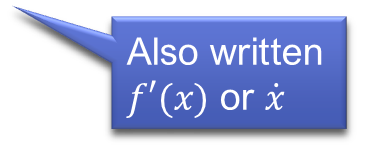 Also written
𝑓′(𝑥) or 𝑥̇